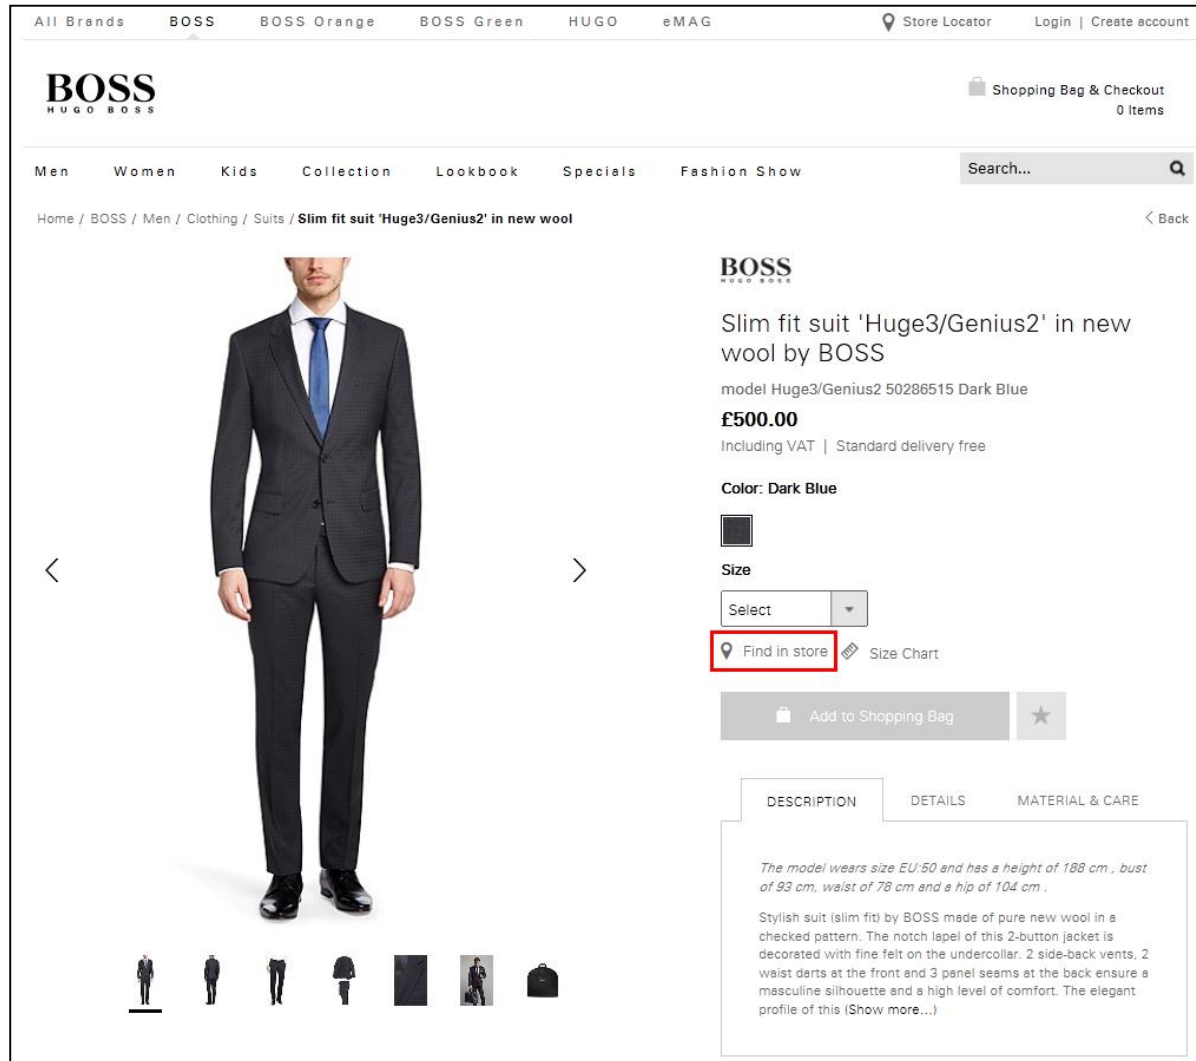 All Brands BOSS BOSS Orange BOSS Green HUGO eMAG Store Locator Login | Create account
BOSS
HUGO BOSS
Shopping Bag & Checkout
0 Items
Men Women Kids Collection Lookbook Specials Fashion Show Search...
Home / BOSS / Men / Clothing / Suits / Slim fit suit 'Huge3/Genius2' in new wool
< Back
BOSS
HUGO BOSS
Slim fit suit 'Huge3/Genius2' in new
wool by BOSS
model Huge3/Genius2 50286515 Dark Blue
£500.00
Including VAT | Standard delivery free
Color: Dark Blue
Size
Select
Find in store Size Chart
Add to Shopping Bag
DESCRIPTION DETAILS MATERIAL & CARE
The model wears size EU:50 and has a height of 188 cm , bust
of 93 cm, waist of 78 cm and a hip of 104 cm .
Stylish suit (slim fit) by BOSS made of pure new wool in a
checked pattern. The notch lapel of this 2-button jacket is
decorated with fine felt on the undercollar. 2 side-back vents, 2
waist darts at the front and 3 panel seams at the back ensure a
masculine silhouette and a high level of comfort. The elegant
profile of this (Show more...)